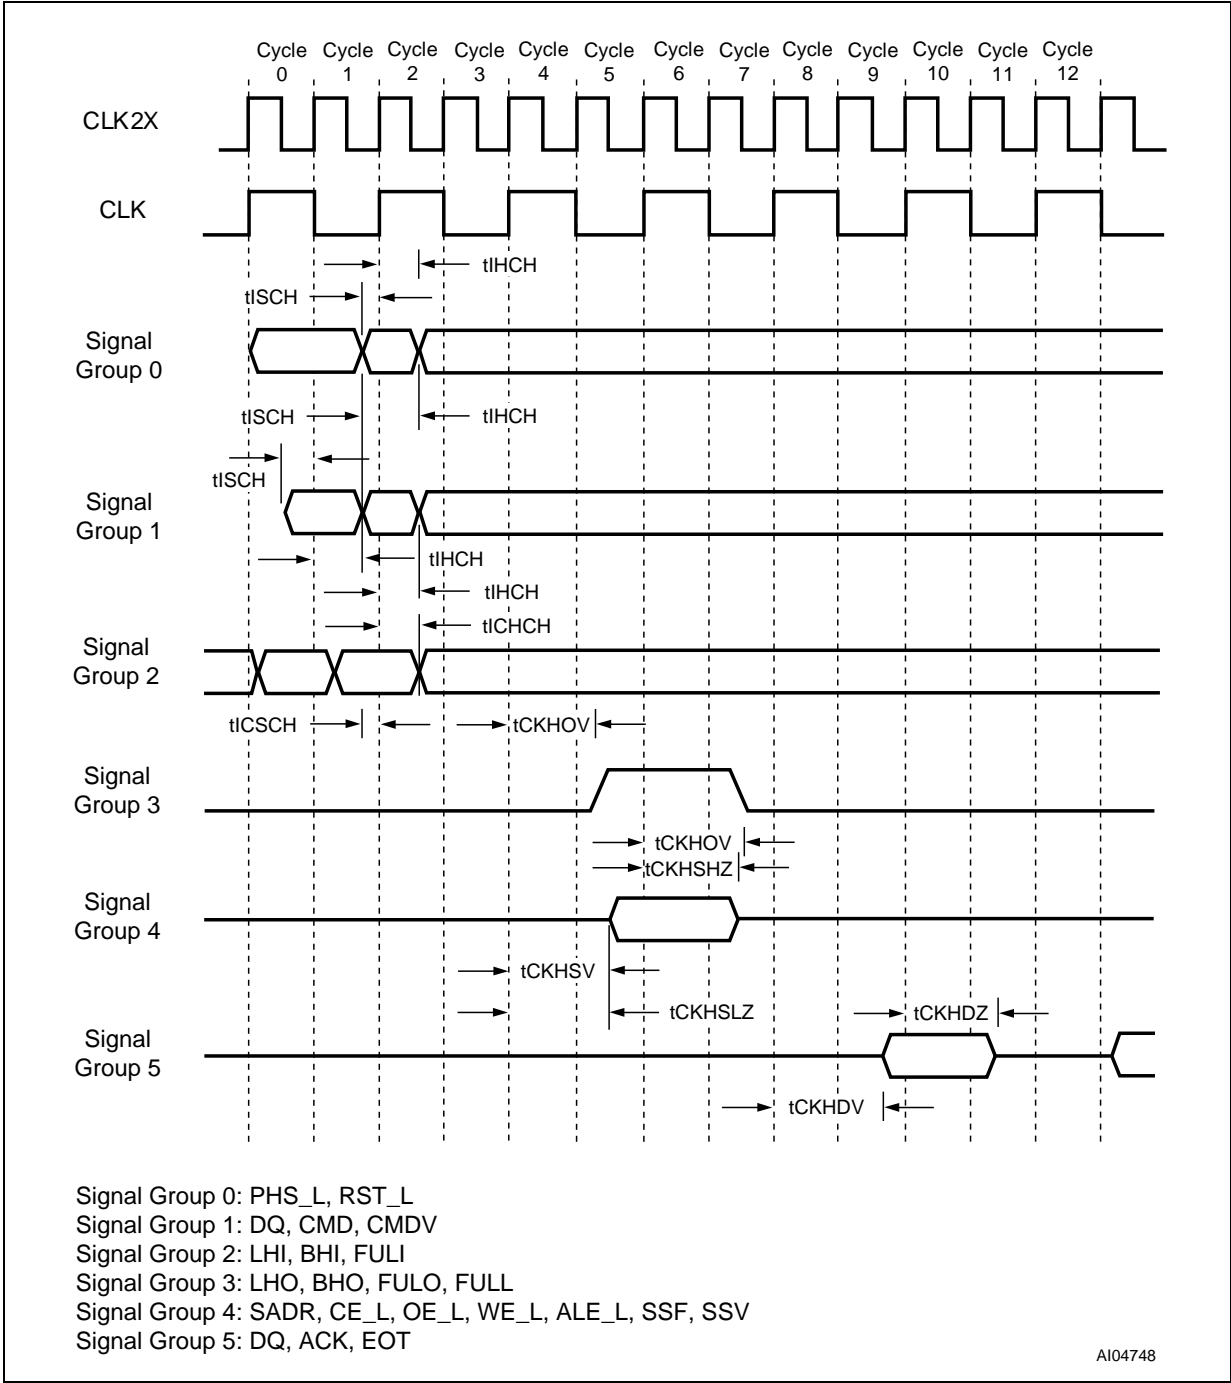 Cycle 0 Cycle 1 Cycle 2 Cycle 3 Cycle 4 Cycle 5 Cycle 6 Cycle 7 Cycle 8 Cycle 9 Cycle 10 Cycle 11 Cycle 12
CLK2X
CLK
tIHCH
tISCH
Signal
Group 0
tISCH tIHCH
tISCH
Signal
Group 1
tIHCH
tIHCH
tICHCH
Signal
Group 2
tICSCH tCKHOV
Signal
Group 3
tCKHOV
tCKHSHZ
Signal
Group 4
tCKHSV
tCKHSLZ tCKHDZ
Signal
Group 5
tCKHDV
Signal Group 0: PHS_L, RST_L
Signal Group 1: DQ, CMD, CMDV
Signal Group 2: LHI, BHI, FULI
Signal Group 3: LHO, BHO, FULO, FULL
Signal Group 4: SADR, CE_L, OE_L, WE_L, ALE_L, SSF, SSV
Signal Group 5: DQ, ACK, EOT
AI04748